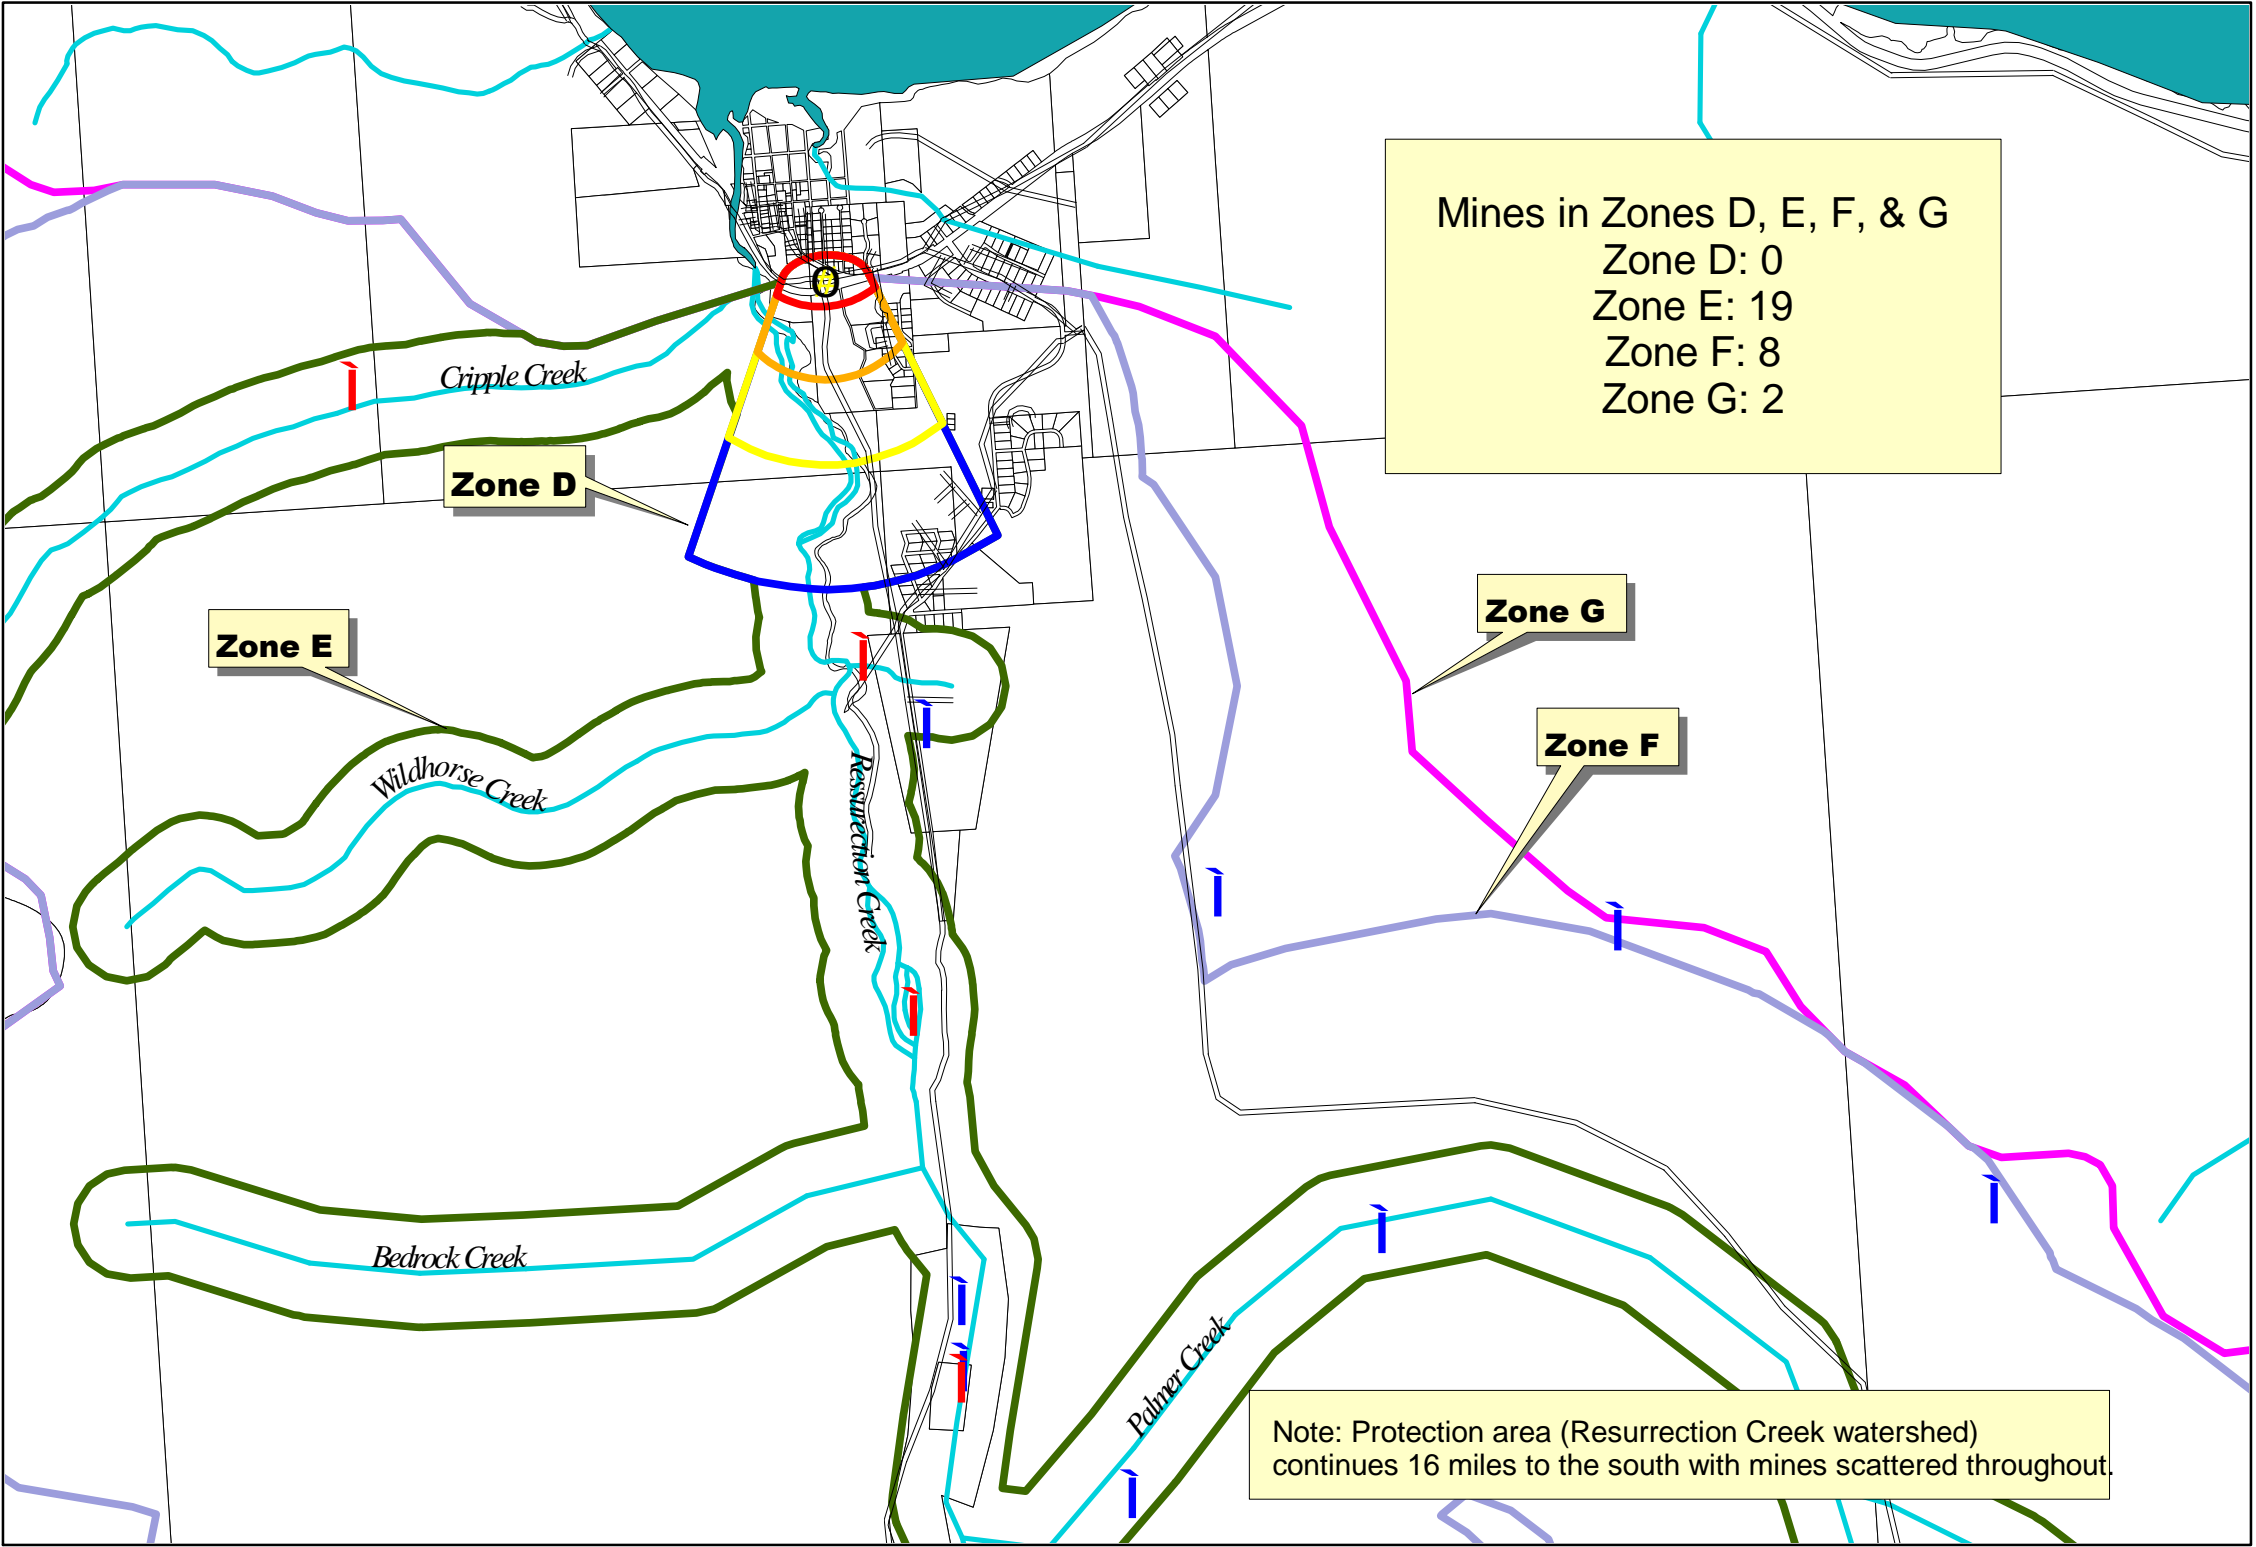 Mines in Zones D, E, F, & G
Zone D: 0
Zone E: 19
Zone F: 8
Zone G: 2
O
Cripple Creek
Zone D
Zone G
Zone E
Zone F
Wildhorse Creek
Ressurection Creek
Bedrock Creek
Palmer Creek
Note: Protection area (Resurrection Creek watershed)
continues 16 miles to the south with mines scattered throughout.